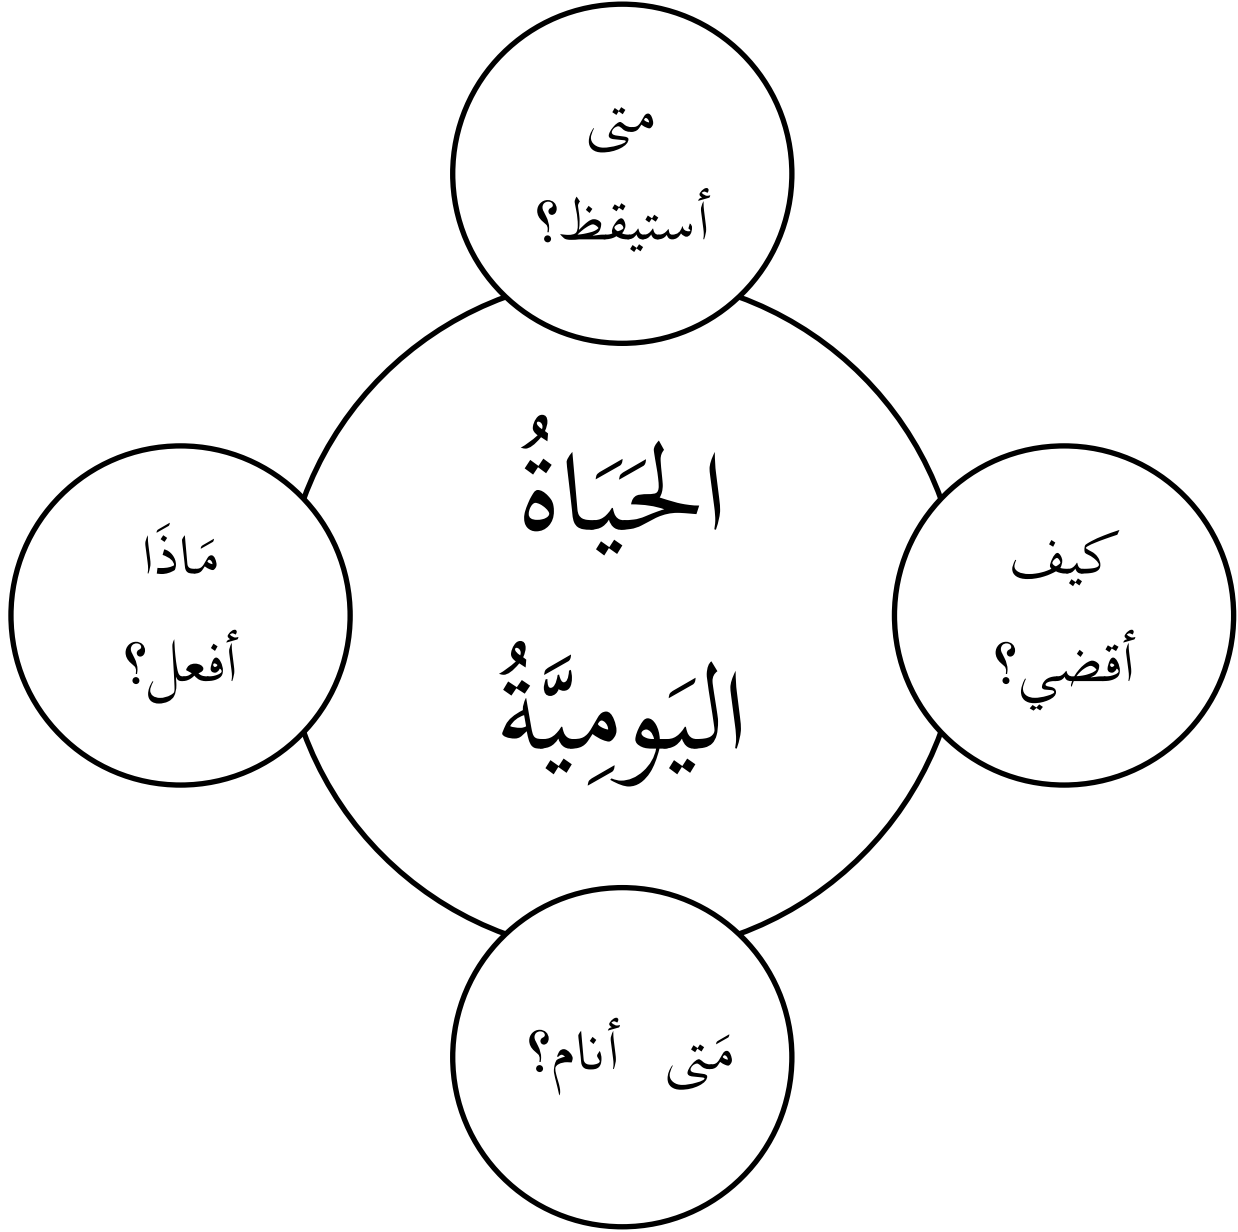 متى
أستيقظ؟
الحَيَاةُ
اليَومِيَّةُ
كيف
أقضي؟
مَاذَا
أفعل؟
مَتى أنام؟